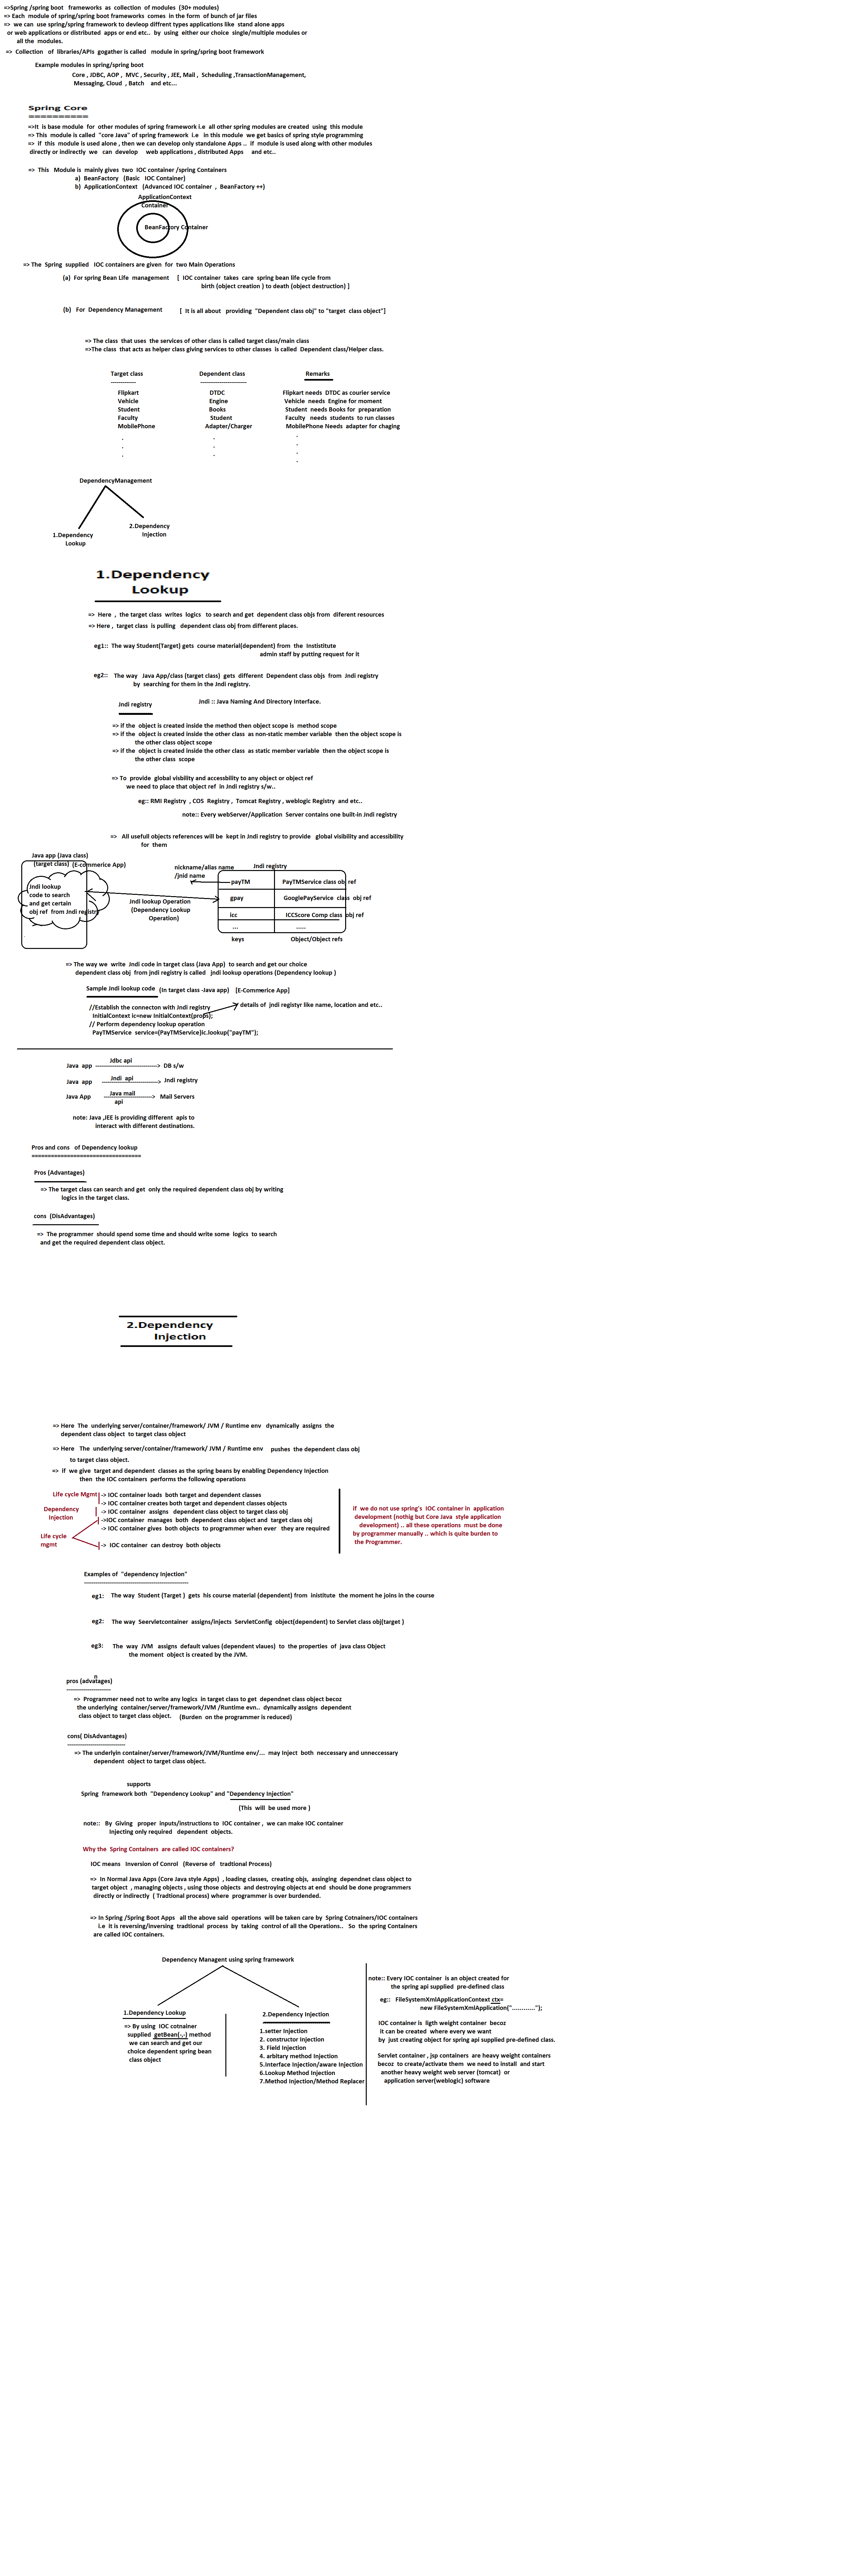 =>Spring /spring boot frameworks as collection of modules (30+ modules)
=> Each module of spring/spring boot frameworks comes in the form of bunch of jar files
=> we can use spring/spring framework to devleop diffrent types applications like stand alone apps
or web applications or distributed apps or end etc.. by using either our choice single/multiple modules or
all the modules.
=> Collection of libraries/APIs gogather is called module in spring/spring boot framework
Example modules in spring/spring boot
Core , JDBC, AOP , MVC , Security , JEE, Mail , Scheduling ,TransactionManagement,
Messaging, Cloud , Batch and etc...
Spring Core
==========
=>It is base module for other modules of spring framework i.e all other spring modules are created using this module
=> This module is called "core Java" of spring framework i.e in this module we get basics of spring style programming
=> if this module is used alone , then we can develop only standalone Apps .. if module is used along with other modules
directly or indirectly we can develop web applications , distributed Apps and etc..
=> This Module is mainly gives two IOC container /spring Containers
a) BeanFactory (Basic IOC Container)
b) ApplicationContext (Advanced IOC container , BeanFactory ++)
ApplicationContext
Container
BeanFactory Container
=> The Spring supplied IOC containers are given for two Main Operations
(a) For spring Bean Life management [ IOC container takes care spring bean life cycle from
birth (object creation ) to death (object destruction) ]
(b) For Dependency Management [ It is all about providing "Dependent class obj" to "target class object"]
=> The class that uses the services of other class is called target class/main class
=>The class that acts as helper class giving services to other classes is called Dependent class/Helper class.
Target class Dependent class Remarks
------------- ------------------------
Flipkart DTDC Flipkart needs DTDC as courier service
Vehicle Engine Vehicle needs Engine for moment
Student Books Student needs Books for preparation
Faculty Student Faculty needs students to run classes
MobilePhone Adapter/Charger MobilePhone Needs adapter for chaging
. . .
. . .
. . .
.
DependencyManagement
1.Dependency
Lookup
2.Dependency
Injection
1.Dependency
Lookup
=> Here , the target class writes logics to search and get dependent class objs from diferent resources
=> Here , target class is pulling dependent class obj from different places.
eg1:: The way Student(Target) gets course material(dependent) from the Instistitute
admin staff by putting request for it
eg2:: The way Java App/class (target class) gets different Dependent class objs from Jndi registry
by searching for them in the Jndi registry.
Jndi registry Jndi :: Java Naming And Directory Interface.
=> if the object is created inside the method then object scope is method scope
=> if the object is created inside the other class as non-static member variable then the object scope is
the other class object scope
=> if the object is created inside the other class as static member variable then the object scope is
the other class scope
=> To provide global visbility and accessbility to any object or object ref
we need to place that object ref in Jndi registry s/w..
eg:: RMI Registry , COS Registry , Tomcat Registry , weblogic Registry and etc..
note:: Every webServer/Application Server contains one built-in Jndi registry
=> All usefull objects references will be kept in Jndi registry to provide global visibility and accessibility
for them
Java app (Java class)
(target class) (E-commerice App)
nickname/alias name
/jnid name
Jndi registry
Jndi lookup
code to search
and get certain
obj ref from Jndi registry
Jndi lookup Operation
(Dependency Lookup
Operation)
payTM PayTMService class obj ref
gpay GooglePayService class obj ref
icc ICCScore Comp class obj ref
... ......
keys Object/Object refs
=> The way we write Jndi code in target class (Java App) to search and get our choice
dependent class obj from jndi registry is called jndi lookup operations (Dependency lookup )
Sample Jndi lookup code (In target class -Java app) [E-Commerice App]
//Establish the connecton with Jndi registry
InitialContext ic=new InitialContext(props);
details of jndi registyr like name, location and etc..
// Perform dependency lookup operation
PayTMService service=(PayTMService)ic.lookup("payTM");
Java app Jdbc api -------------------------------> DB s/w
Java app Jndi api ----------------------------> Jndi registry
Java App Java mail ------------------------> Mail Servers
api
note: Java ,JEE is providing different apis to
interact with different destinations.
Pros and cons of Dependency lookup
==================================
Pros (Advantages)
=> The target class can search and get only the required dependent class obj by writing
logics in the target class.
cons (DisAdvantages)
=> The programmer should spend some time and should write some logics to search
and get the required dependent class object.
2.Dependency
Injection
=> Here The underlying server/container/framework/ JVM / Runtime env dynamically assigns the
dependent class object to target class object
=> Here The underlying server/container/framework/ JVM / Runtime env pushes the dependent class obj
to target class object.
=> if we give target and dependent classes as the spring beans by enabling Dependency Injection
then the IOC containers performs the following operations
Life cycle Mgmt
Dependency
Injection
Life cycle
mgmt
-> IOC container loads both target and dependent classes
-> IOC container creates both target and dependent classes objects
-> IOC container assigns dependent class object to target class obj
->IOC container manages both dependent class object and target class obj
-> IOC container gives both objects to programmer when ever they are required
-> IOC container can destroy both objects
If we do not use spring's IOC container in application
development (nothig but Core Java style application
development) .. all these operations must be done
by programmer manually .. which is quite burden to
the Programmer.
Examples of "dependency Injection"
------------------------------------------------------
eg1: The way Student (Target ) gets his course material (dependent) from inistitute the moment he joins in the course
eg2: The way Seervletcontainer assigns/injects ServletConfig object(dependent) to Servlet class obj(target )
eg3: The way JVM assigns default values (dependent vlaues) to the properties of java class Object
the moment object is created by the JVM.
n
pros (advatages)
-----------------------
=> Programmer need not to write any logics in target class to get dependnet class object becoz
the underlying container/server/framework/JVM /Runtime evn.. dynamically assigns dependent
class object to target class object. (Burden on the programmer is reduced)
cons( DisAdvantages)
------------------------------
=> The underlyin container/server/framework/JVM/Runtime env/.... may Inject both neccessary and unneccessary
dependent object to target class object.
supports
Spring framework both "Dependency Lookup" and "Dependency Injection"
(This will be used more )
note:: By Giving proper inputs/instructions to IOC container , we can make IOC container
Injecting only required dependent objects.
Why the Spring Containers are called IOC containers?
IOC means Inversion of Conrol (Reverse of tradtional Process)
=> In Normal Java Apps (Core Java style Apps) , loading classes, creating objs, assinging dependnet class object to
target object , managing objects , using those objects and destroying objects at end should be done programmers
directly or indirectly ( Tradtional process) where programmer is over burdended.
=> In Spring /Spring Boot Apps all the above said operations will be taken care by Spring Cotnainers/IOC containers
i.e it is reversing/inversing tradtional process by taking control of all the Operations.. So the spring Containers
are called IOC containers.
Dependency Managent using spring framework
1.Dependency Lookup
=> By using IOC cotnainer
supplied getBean(-,-) method
we can search and get our
choice dependent spring bean
class object
2.Dependency Injection
1.setter Injection
2. constructor Injection
3. Field Injection
4. arbitary method Injection
5.Interface Injection/aware Injection
6.Lookup Method Injection
7.Method Injection/Method Replacer
note:: Every IOC container is an object created for
the spring api supplied pre-defined class
eg:: FileSystemXmlApplicationContext ctx=
new FileSystemXmlApplication("............");
IOC container is ligth weight container becoz
it can be created where every we want
by just creating object for spring api supplied pre-defined class.
Servlet container , jsp containers are heavy weight containers
becoz to create/activate them we need to install and start
another heavy weight web server (tomcat) or
application server(weblogic) software